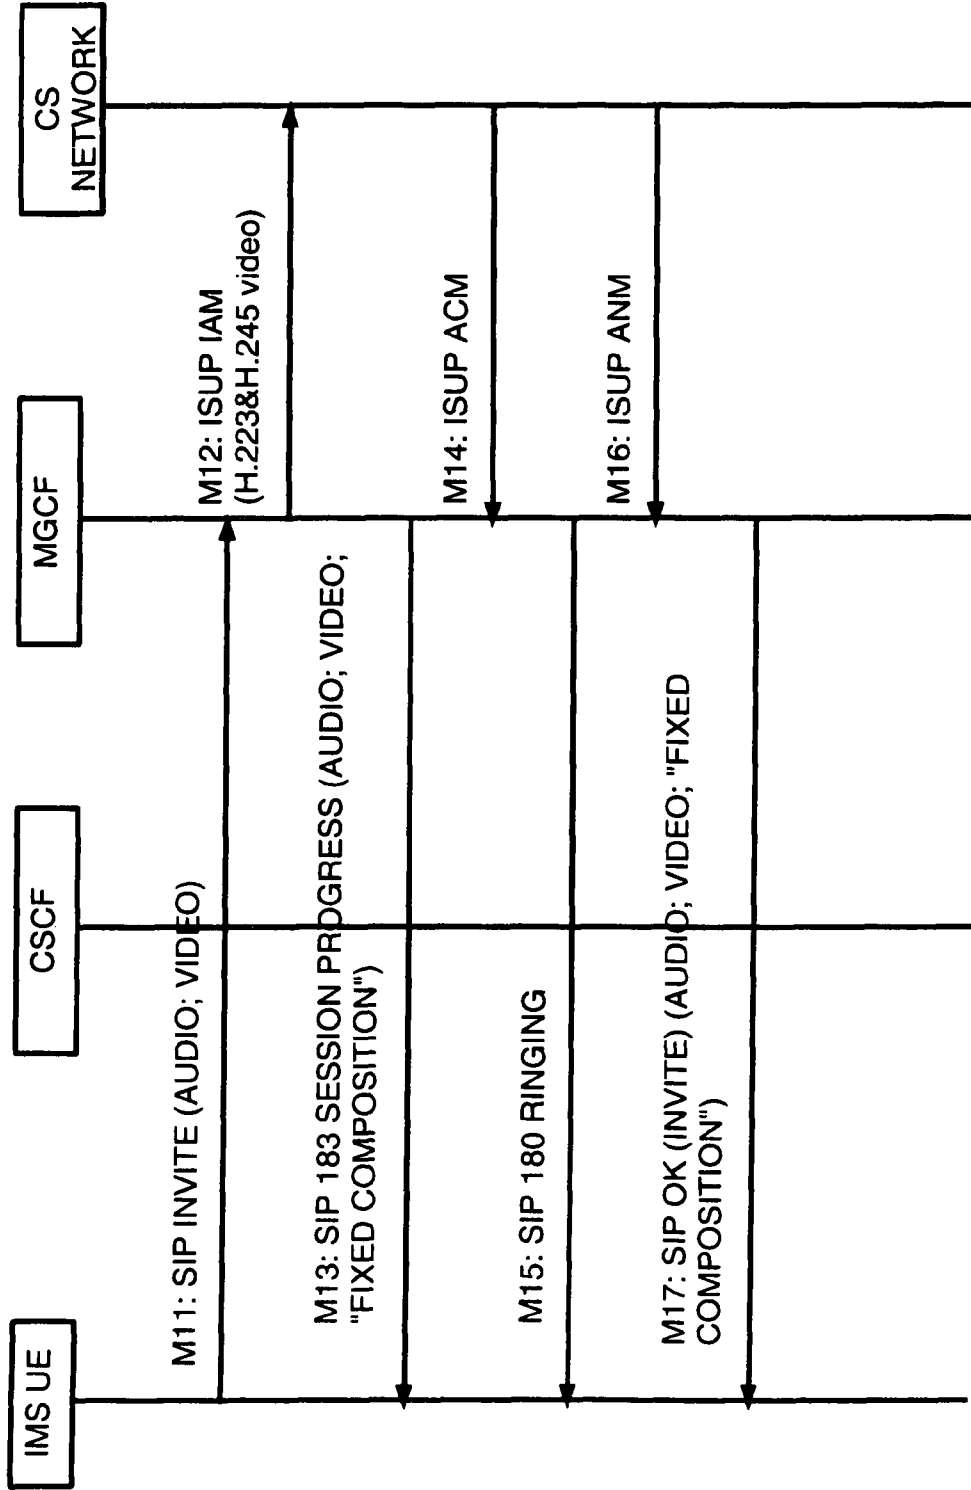 IMS UE
CSCF
MGCF
CS
NETWORK
M11: SIP INVITE (AUDIO; VIDEO)
M12: ISUP IAM
(H.223&H.245 video)
M13: SIP 183 SESSION PROGRESS (AUDIO; VIDEO;
"FIXED COMPOSITION")
M14: ISUP ACM
M15: SIP 180 RINGING
M16: ISUP ANM
M17: SIP OK (INVITE) (AUDIO; VIDEO; "FIXED
COMPOSITION")